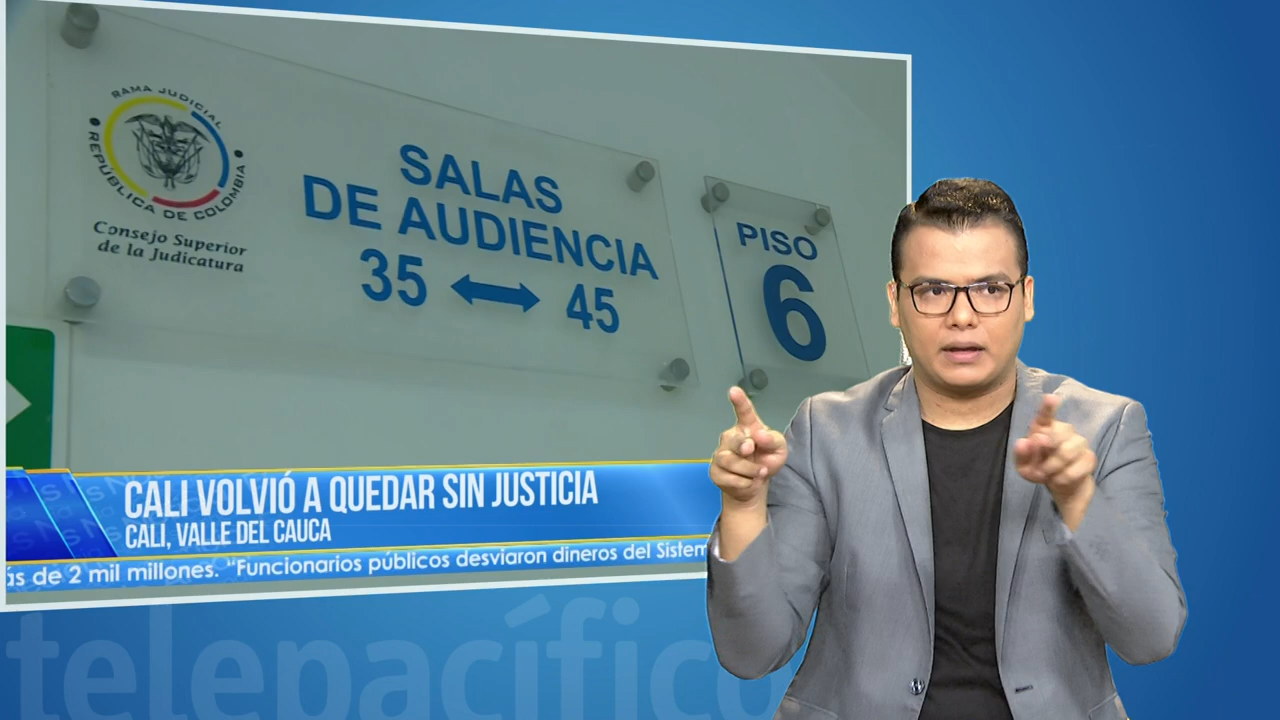 RAMA JUDICIAL
REPÚBLICA DE COLOMBIA
Consejo Superior
de la Judicatura
SALAS
DE AUDIENCIA
35 45
PISO
6
CALI VOLVIÓ A QUEDAR SIN JUSTICIA
CALI, VALLE DEL CAUCA
ás de 2 mil millones. “Funcionarios públicos desviaron dineros del Sistem
telepacífico